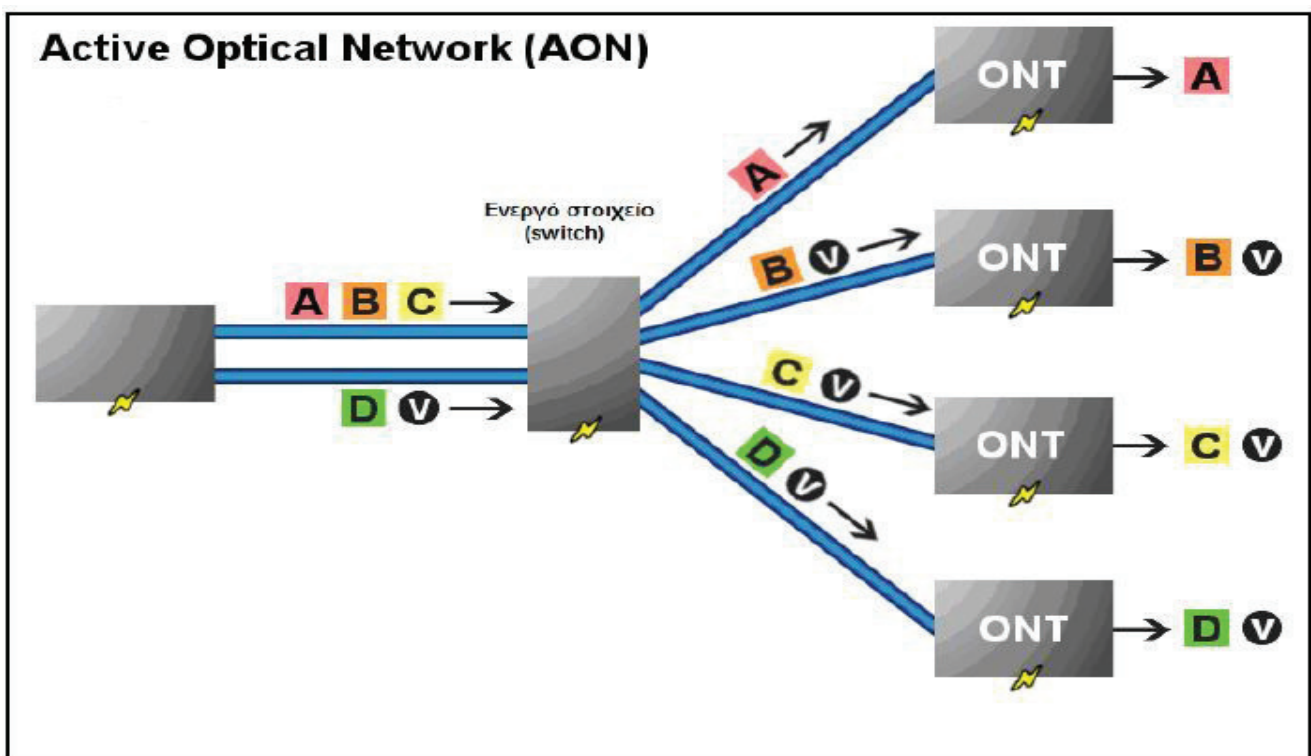 Active Optical Network (AON)
ONT
A
A
Ενεργό στοιχείο
(switch)
B V
ONT
B V
A B C
C V
D V
ONT
C V
D V
ONT
D V